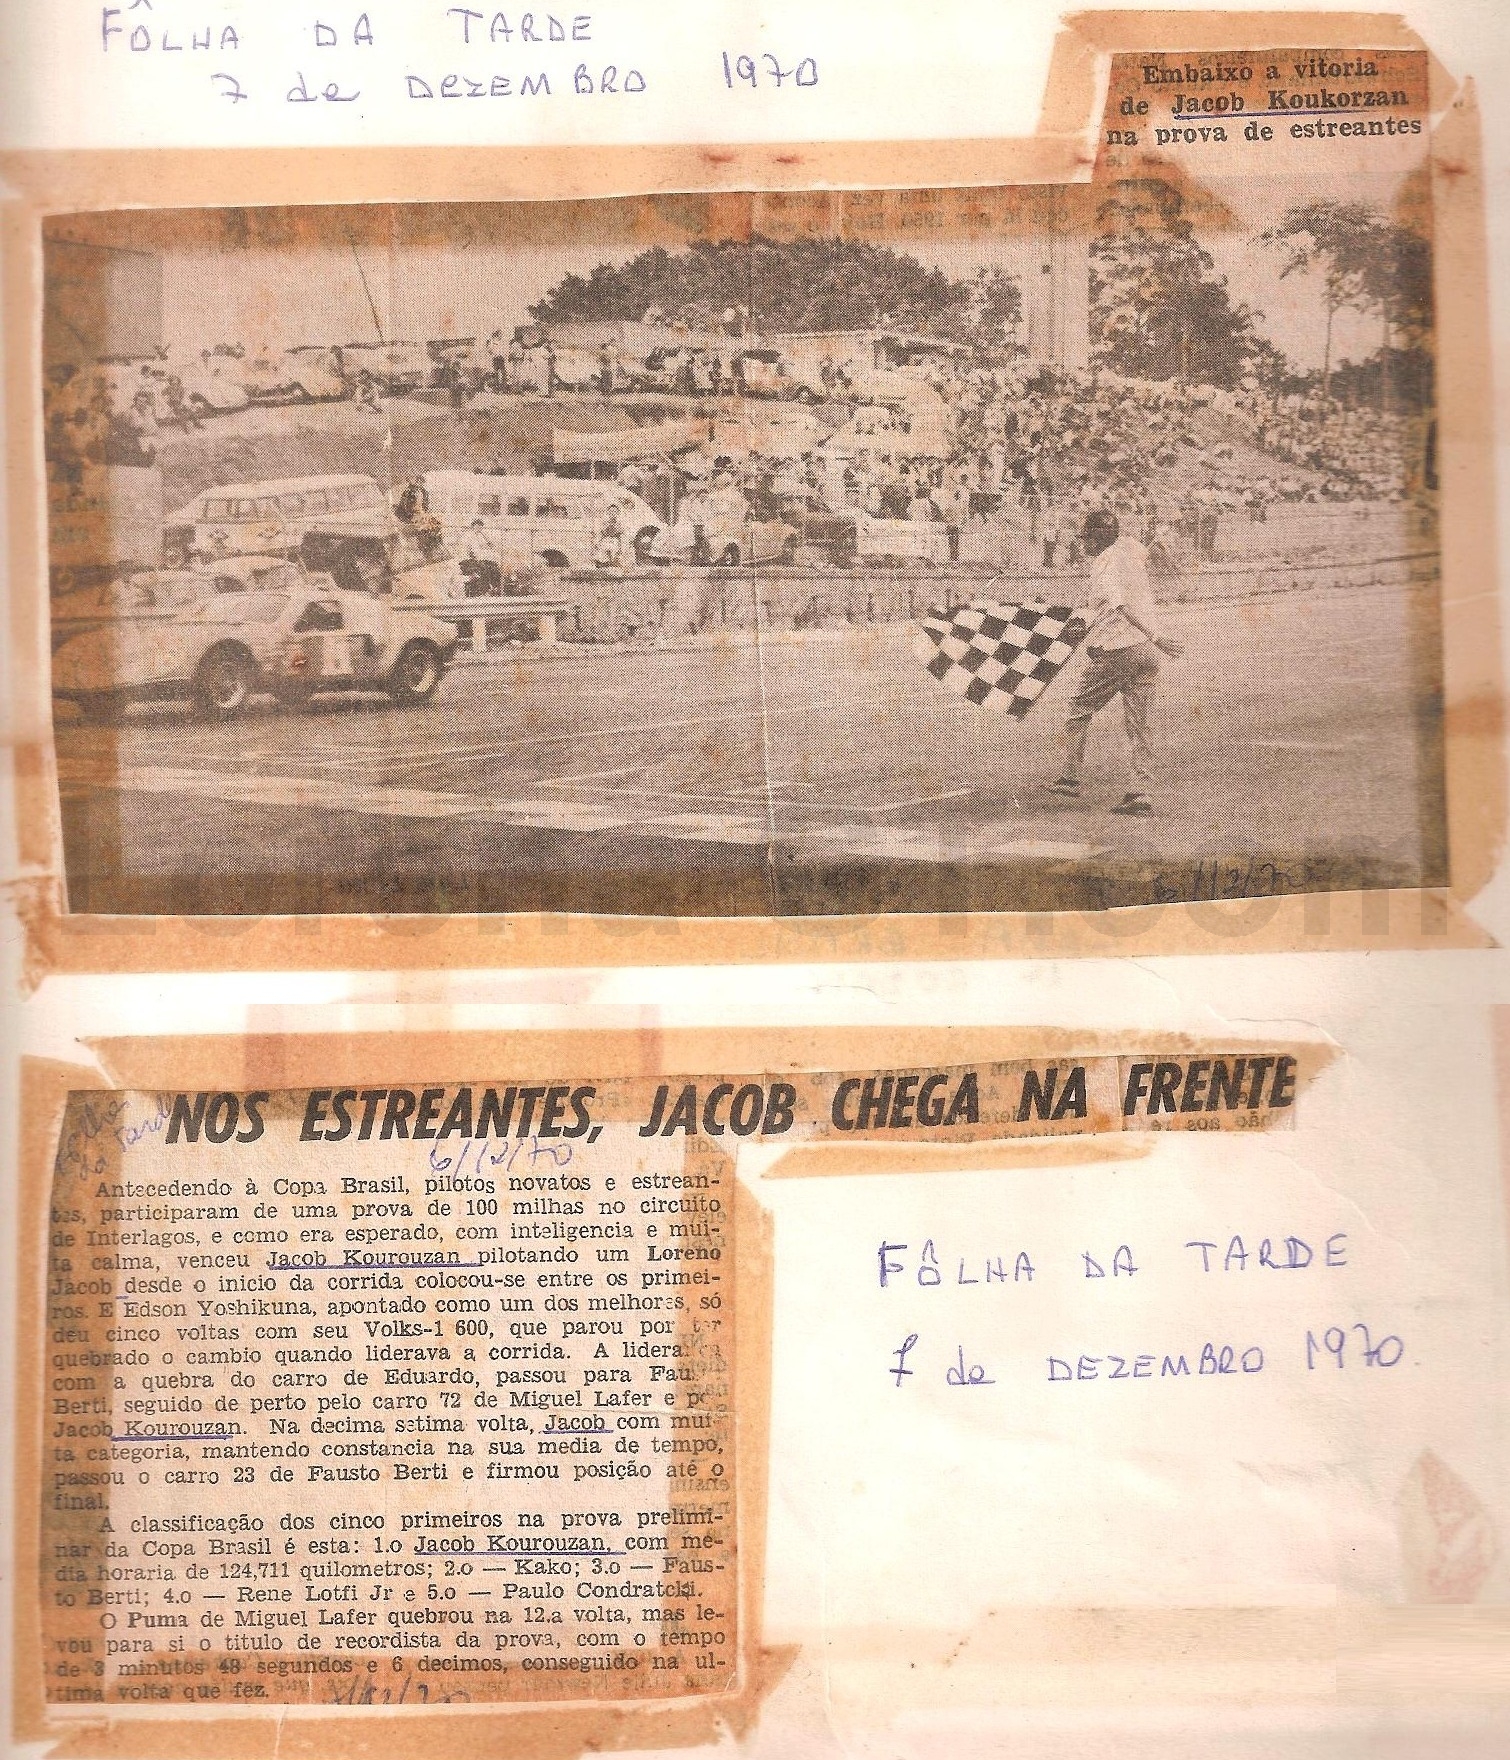 FÔLHA DA TARDE
7 de DEZEMBRO 1970
Embaixo a vitoria
de Jacob Koukorzan
na prova de estreantes
6/12/70
NOS ESTREANTES, JACOB CHEGA NA FRENTE
Folha da Tarde
6/12/70
Antecedendo à Copa Brasil, pilotos novatos e estrean-
tes, participaram de uma prova de 100 milhas no circuito
de Interlagos, e como era esperado, com inteligencia e mui-
ta calma, venceu Jacob Kourouzan pilotando um Loreno
Jacob desde o inicio da corrida colocou-se entre os primei-
ros. E Edson Yoshikuna, apontado como um dos melhores, só
deu cinco voltas com seu Volks-1 600, que parou por ter
quebrado o cambio quando liderava a corrida. A lidera
com a quebra do carro de Eduardo, passou para Faus
Berti, seguido de perto pelo carro 72 de Miguel Lafer e p
Jacob Kourouzan. Na decima setima volta, Jacob com mui-
ta categoria, mantendo constancia na sua media de tempo,
passou o carro 23 de Fausto Berti e firmou posição até o
final.
A classificação dos cinco primeiros na prova prelimi-
nar da Copa Brasil é esta: 1.o Jacob Kourouzan, com me-
dia horaria de 124,711 quilometros; 2.o — Kako; 3.o — Faus-
to Berti; 4.o — Rene Lotfi Jr e 5.o — Paulo Condratcki.
O Puma de Miguel Lafer quebrou na 12.a volta, mas le-
vou para si o titulo de recordista da prova, com o tempo
de 3 minutos 48 segundos e 6 decimos, conseguido na ul-
tima volta que fez.
7/12/70
FÔLHA DA TARDE
7 de DEZEMBRO 1970.